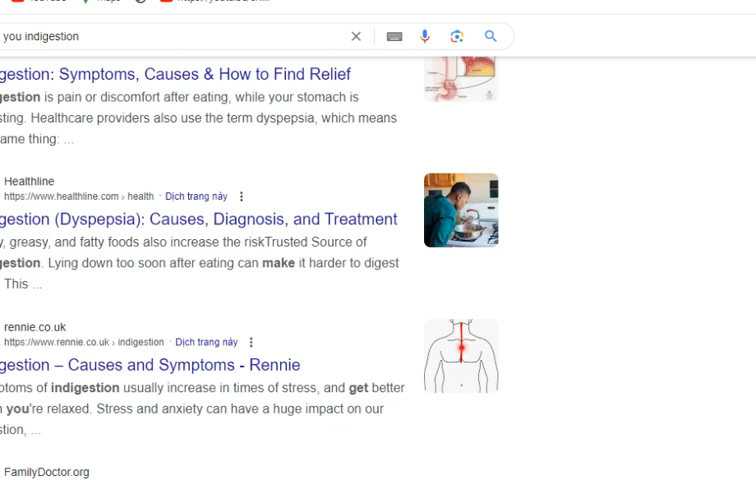 you indigestion
gestion: Symptoms, Causes & How to Find Relief
gestion is pain or discomfort after eating, while your stomach is
sting. Healthcare providers also use the term dyspepsia, which means
ame thing: ...
Healthline
https://www.healthline.com › health · Dịch trang này
gestion (Dyspepsia): Causes, Diagnosis, and Treatment
y, greasy, and fatty foods also increase the riskTrusted Source of
gestion. Lying down too soon after eating can make it harder to digest
This ...
rennie.co.uk
https://www.rennie.co.uk › indigestion · Dịch trang này
gestion – Causes and Symptoms - Rennie
ptoms of indigestion usually increase in times of stress, and get better
n you're relaxed. Stress and anxiety can have a huge impact on our
stion, ...
FamilyDoctor.org